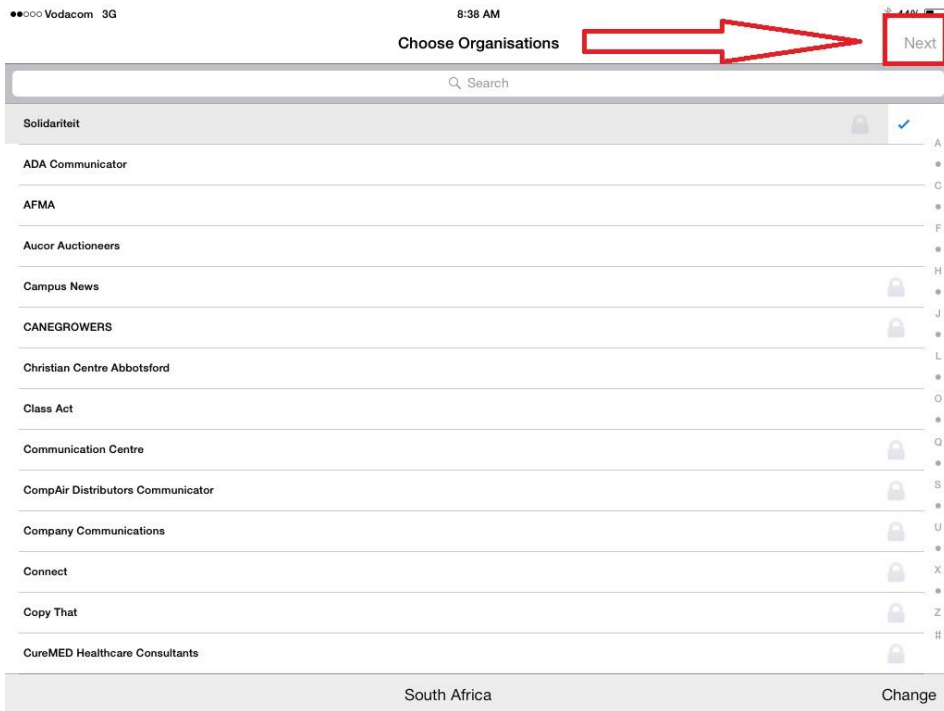 Vodacom 3G
8:38 AM
44%
Choose Organisations
Next
Search
Solidariteit
ADA Communicator
AFMA
Aucor Auctioneers
Campus News
CANEGROWERS
Christian Centre Abbotsford
Class Act
Communication Centre
CompAir Distributors Communicator
Company Communications
Connect
Copy That
CureMED Healthcare Consultants
A
C
F
H
J
L
O
Q
S
U
X
Z
#
South Africa
Change